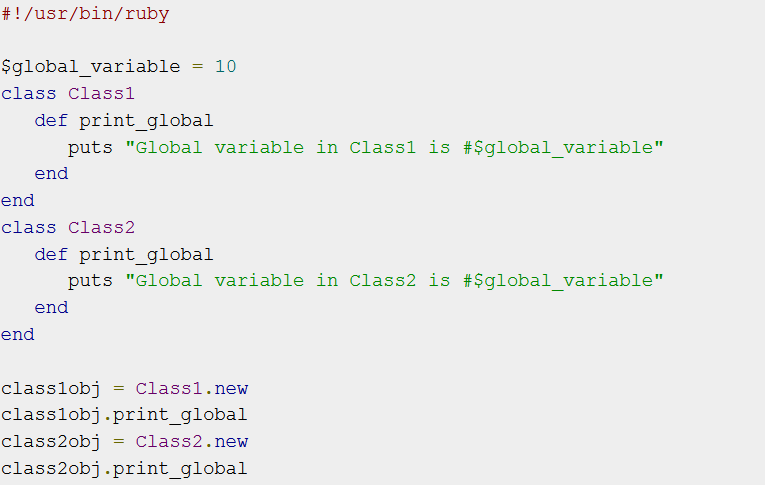 #!/usr/bin/ruby

$global_variable = 10
class Class1
   def print_global
      puts "Global variable in Class1 is #$global_variable"
   end
end
class Class2
   def print_global
      puts "Global variable in Class2 is #$global_variable"
   end
end

class1obj = Class1.new
class1obj.print_global
class2obj = Class2.new
class2obj.print_global